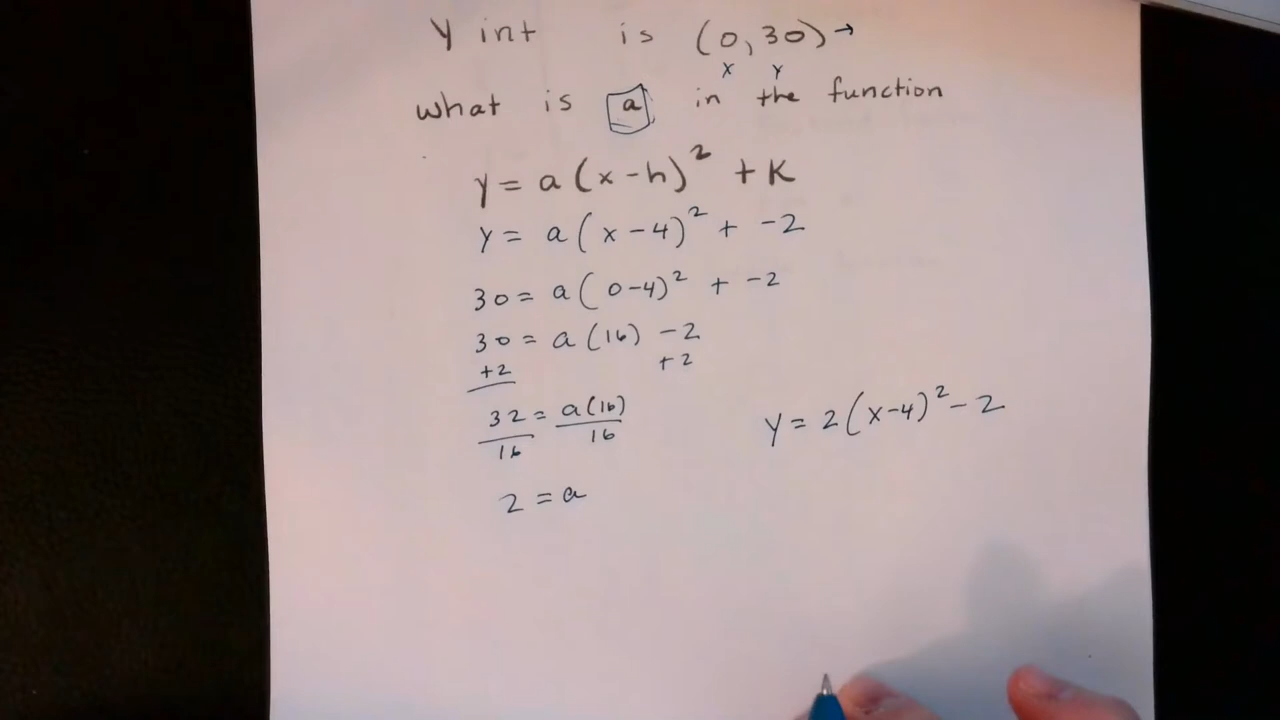 Y int is (0, 30) →
X Y
what is a in the function
y = a(x-h)² + K
y = a(x-4)² + -2
30 = a(0-4)² + -2
30 = a(16) -2
+2 +2
32 = a(16)
16 16
y = 2(x-4)² - 2
2 = a